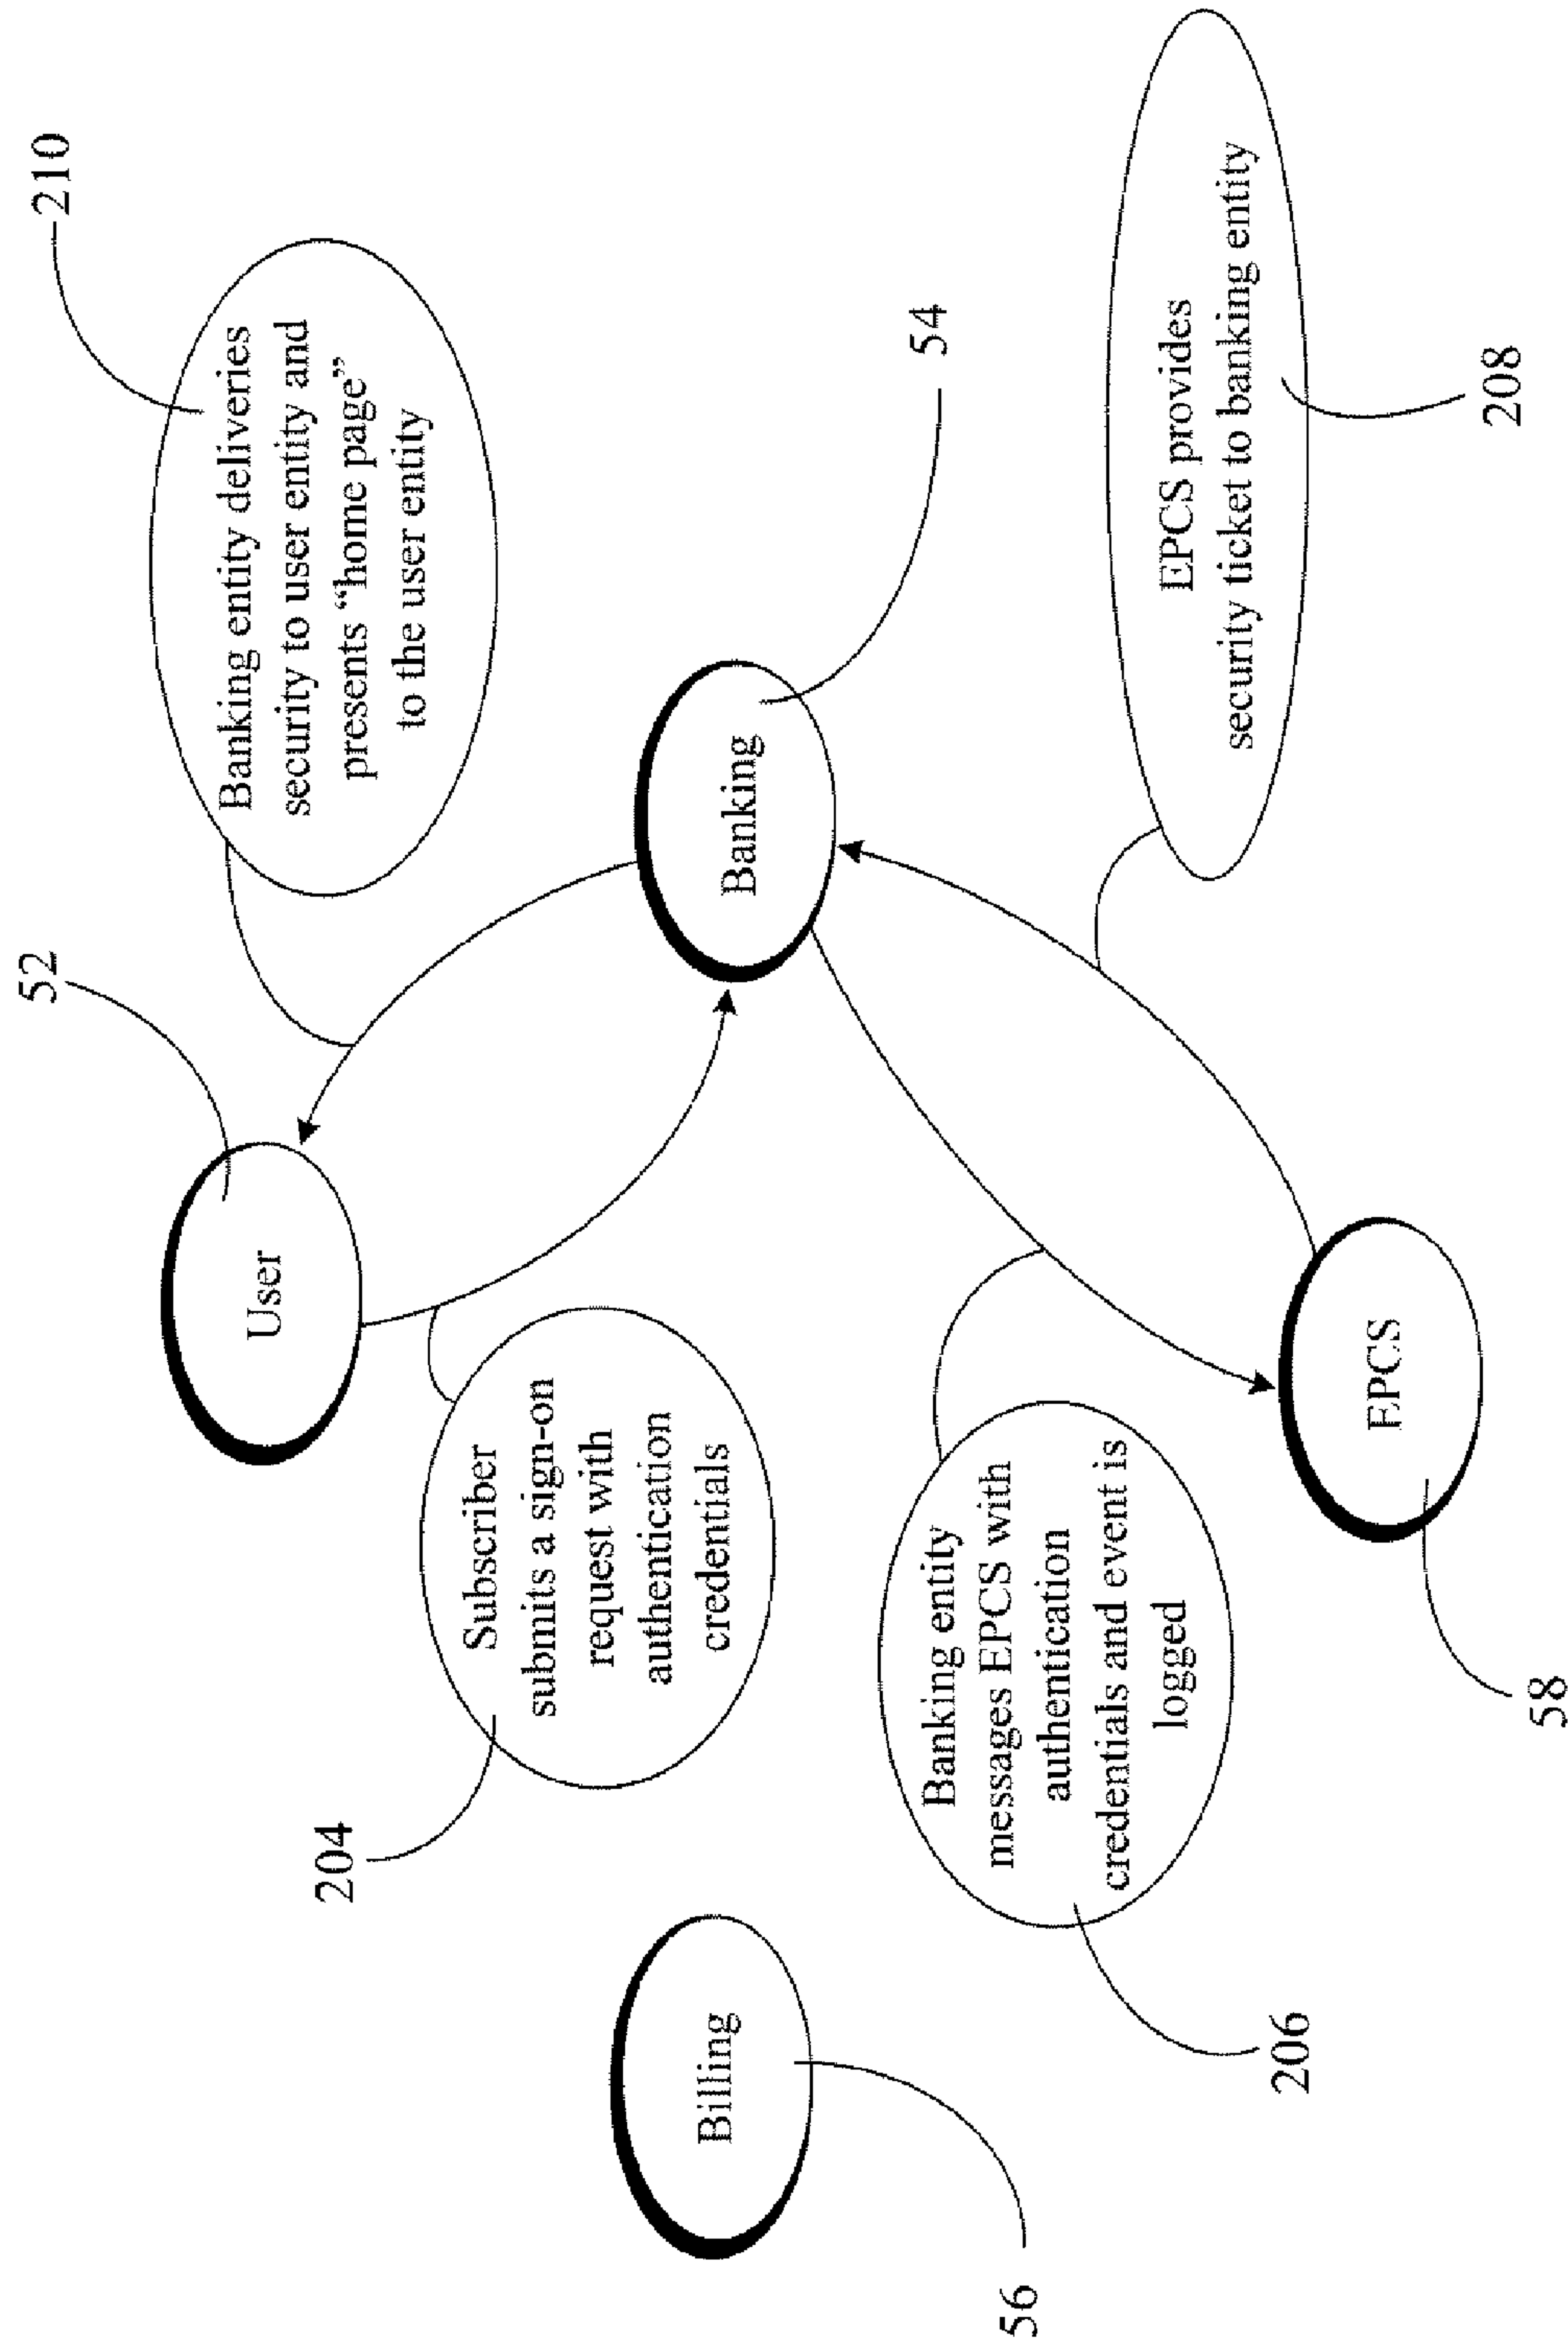 52
210
User
Banking entity deliveries
security to user entity and
presents “home page”
to the user entity
204
Subscriber
submits a sign-on
request with
authentication
credentials
Billing
56
Banking
54
206
Banking entity
messages EPCS with
authentication
credentials and event is
logged
EPCS
58
EPCS provides
security ticket to banking entity
208